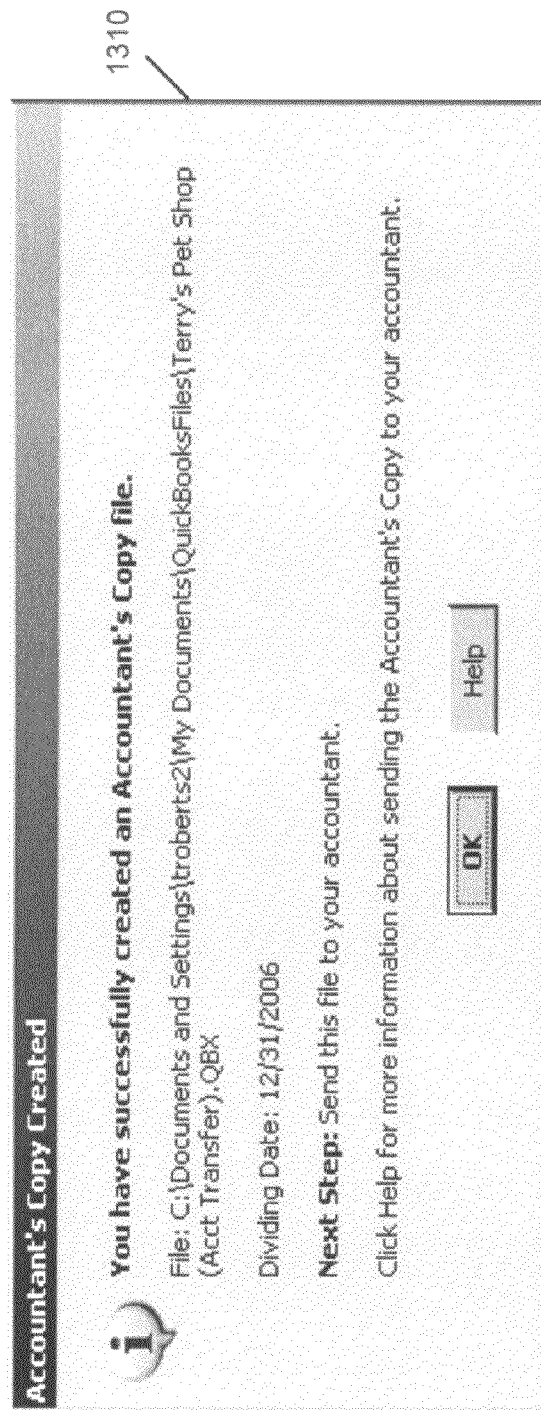 Accountant's Copy Created
You have successfully created an Accountant's Copy file.
File: C:\Documents and Settings\troberts2\My Documents\QuickBooksFiles\Terry's Pet Shop
(Acct Transfer).QBX
Dividing Date: 12/31/2006
Next Step: Send this file to your accountant.
Click Help for more information about sending the Accountant's Copy to your accountant.
OK
Help
1310